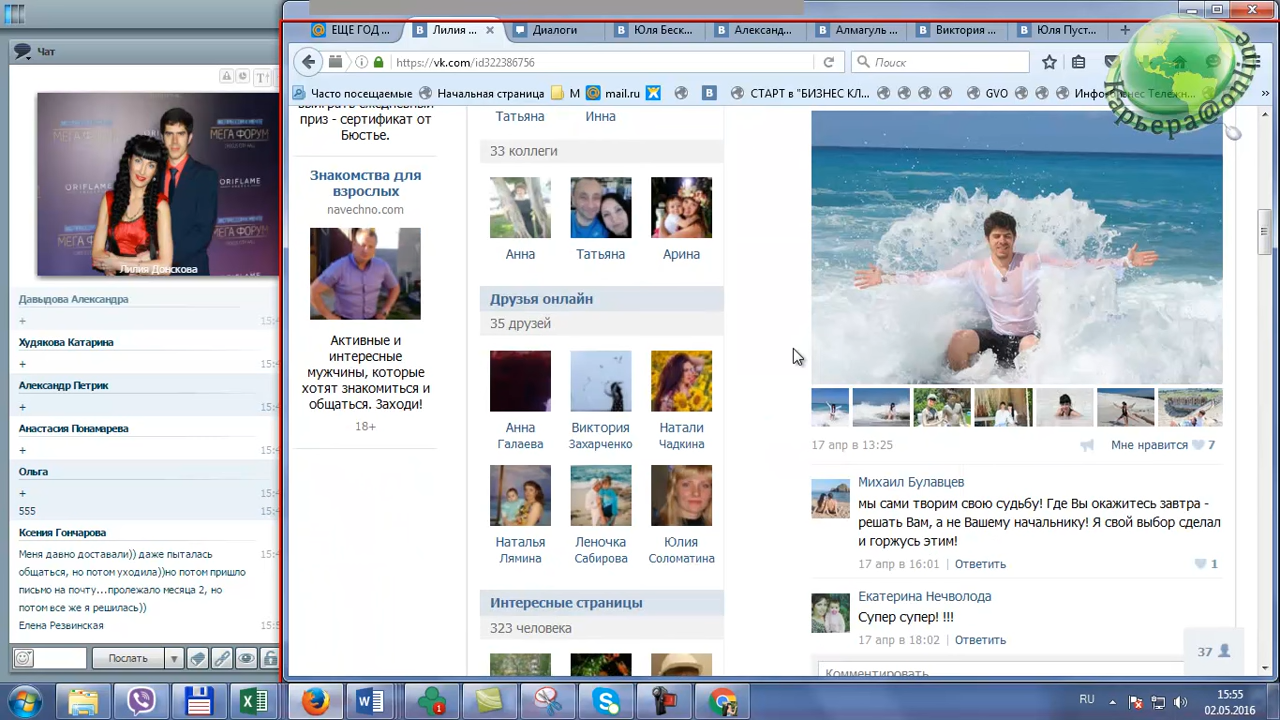 Чат
ЭКСПРЕССИОНН
МЕГА ФОРУМ
ORIFLAME
МЕГА ФОРУМ
Лилия Донскова
Давыдова Александра
+
Худякова Катарина
+
Александр Петрик
+
Анастасия Понамарева
+
Ольга
+
555
Ксения Гончарова
Меня давно доставали)) даже пыталась
общаться, но потом уходила))но потом пришло
письмо на почту...пролежало месяца 2, но
потом все же я решилась))
Елена Резвинская
Послать
ЕЩЕ ГОД ...
Лилия ...
Диалоги
Юля Беск...
Александ...
Алмагуль ...
Виктория ...
Юля Пуст...
https://vk.com/id322386756
Поиск
Часто посещаемые
Начальная страница
М
mail.ru
СТАРТ в "БИЗНЕС КЛ...
GVO
карьера@online
приз - сертификат от
Бюстье.
Знакомства для
взрослых
navechno.com
Активные и
интересные
мужчины, которые
хотят знакомиться и
общаться. Заходи!
18+
Татьяна
Инна
33 коллеги
Анна
Татьяна
Арина
Друзья онлайн
35 друзей
Анна
Галаева
Виктория
Захарченко
Натали
Чадкина
Наталья
Лямина
Леночка
Сабирова
Юлия
Соломатина
Интересные страницы
323 человека
17 апр в 13:25
Мне нравится 7
Михаил Булавцев
мы сами творим свою судьбу! Где Вы окажитесь завтра -
решать Вам, а не Вашему начальнику! Я свой выбор сделал
и горжусь этим!
17 апр в 16:01 | Ответить
1
Екатерина Нечволода
Супер супер! !!!
17 апр в 18:02 | Ответить
Комментировать
37
RU
15:55
02.05.2016